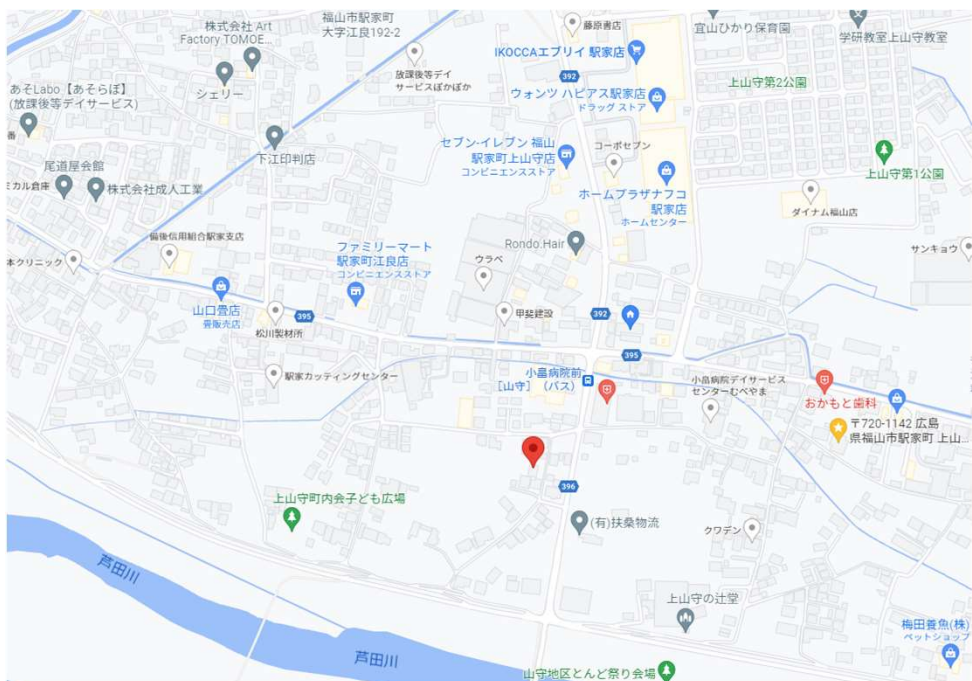 株式会社 Art
Factory TOMOE...
福山市駅家町
大字江良192-2
藤原書店
宜山ひかり保育園
学研教室上山守教室
IKOCCAエブリイ 駅家店
392
放課後等デイ
サービスぽかぽか
シェリー
あそLabo【あそらぼ】
(放課後等デイサービス)
番
ウォンツ ハピアス駅家店
ドラッグ ストア
上山守第2公園
下江印判店
セブン-イレブン 福山
駅家町上山守店
コンビニエンスストア
コーポセブン
上山守第1公園
尾道屋会館
ミカル倉庫
株式会社成人工業
ホームプラザナフコ
駅家店
ホームセンター
ダイナム福山店
備後信用組合駅家支店
ファミリーマート
駅家町江良店
コンビニエンスストア
Rondo.Hair
サンキョウ
本クリニック
ウラベ
山口畳店
畳販売店
395
松川製材所
甲斐建設
392
395
駅家カッティングセンター
小畠病院前
［山守］（バス）
小畠病院デイサービス
センターむべやま
おかもと歯科
〒720-1142 広島
県福山市駅家町 上山...
396
上山守町内会子ども広場
(有)扶桑物流
クワデン
芦田川
上山守の辻堂
梅田養魚(株)
ペットショップ
芦田川
山守地区とんど祭り会場